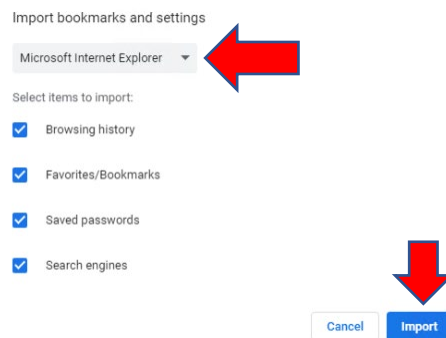 Import bookmarks and settings
Microsoft Internet Explorer
Select items to import:
Browsing history
Favorites/Bookmarks
Saved passwords
Search engines
Cancel Import